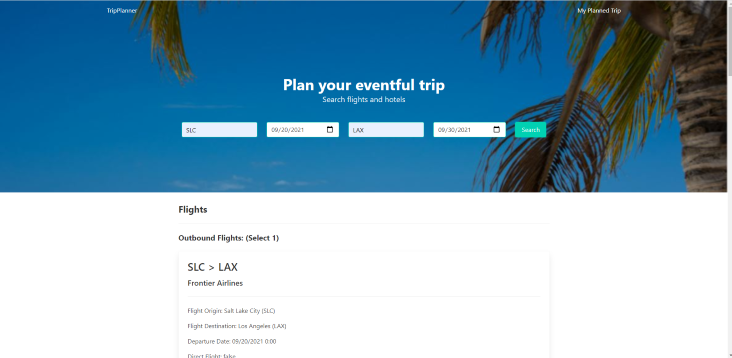 TripPlanner
My Planned Trip
Plan your eventful trip
Search flights and hotels
SLC
09/20/2021
LAX
09/30/2021
Search
Flights
Outbound Flights: (Select 1)
SLC > LAX
Frontier Airlines
Flight Origin: Salt Lake City (SLC)
Flight Destination: Los Angeles (LAX)
Departure Date: 09/20/2021 0:00
Direct Flight: false